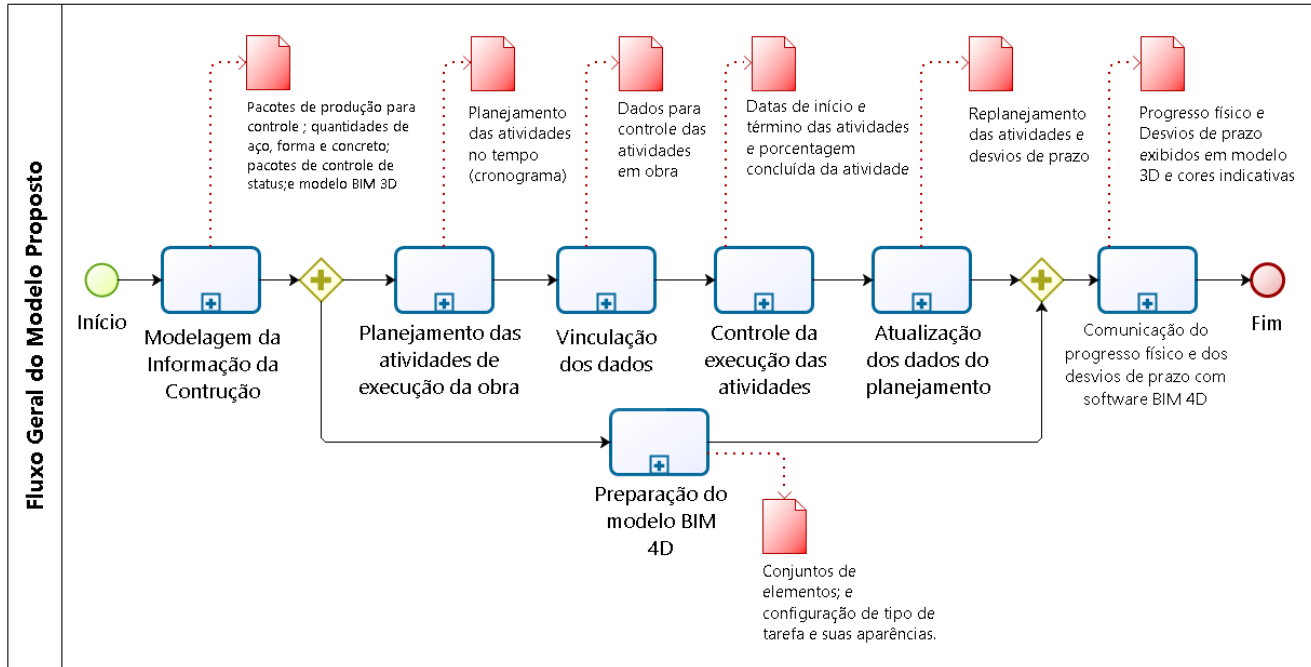 Fluxo Geral do Modelo Proposto
Pacotes de produção para
controle ; quantidades de
aço, forma e concreto;
pacotes de controle de
status;e modelo BIM 3D
Planejamento
das atividades
no tempo
(cronograma)
Dados para
controle das
atividades
em obra
Datas de início e
término das atividades
e porcentagem
concluída da atividade
Replanejamento
das atividades e
desvios de prazo
Progresso físico e
Desvios de prazo
exibidos em modelo
3D e cores indicativas
Início
Modelagem da
Informação da
Contrução
Planejamento das
atividades de
execução da obra
Vinculação
dos dados
Controle da
execução das
atividades
Atualização
dos dados do
planejamento
Comunicação do
progresso físico e dos
desvios de prazo com
software BIM 4D
Fim
Preparação do
modelo BIM
4D
Conjuntos de
elementos; e
configuração de tipo de
tarefa e suas aparências.